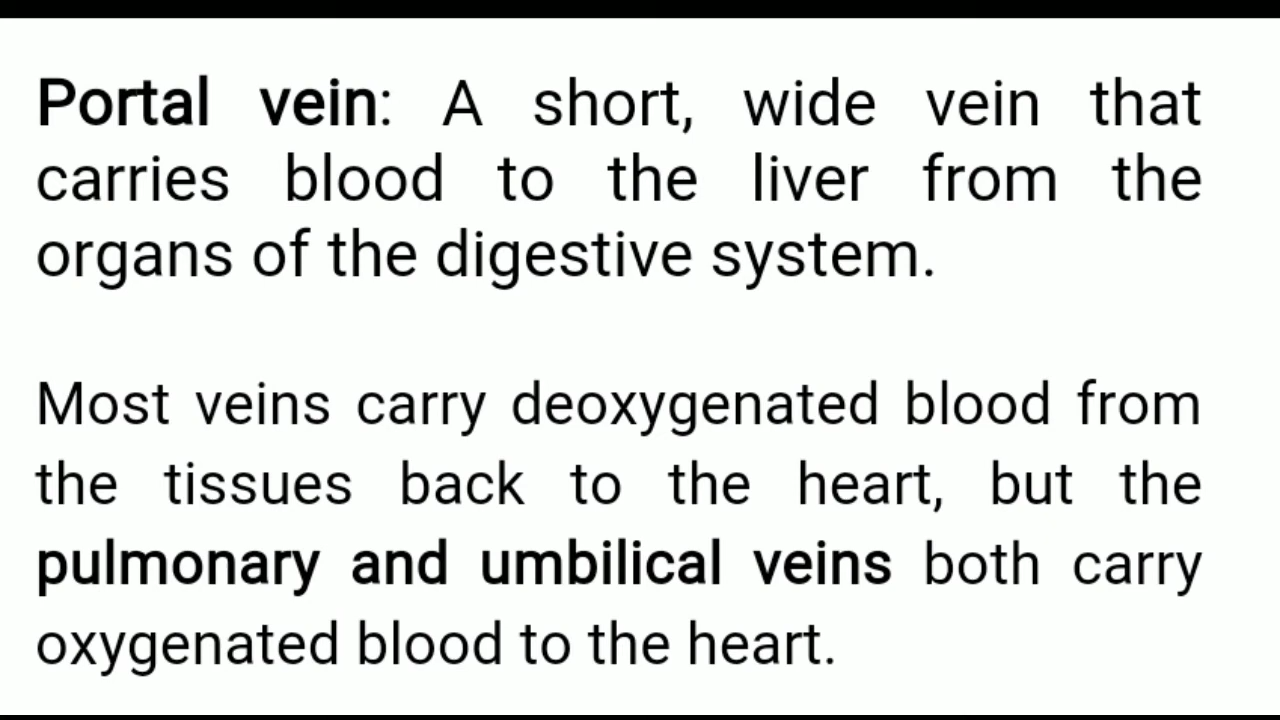 Portal vein: A short, wide vein that
carries blood to the liver from the
organs of the digestive system.
Most veins carry deoxygenated blood from
the tissues back to the heart, but the
pulmonary and umbilical veins both carry
oxygenated blood to the heart.